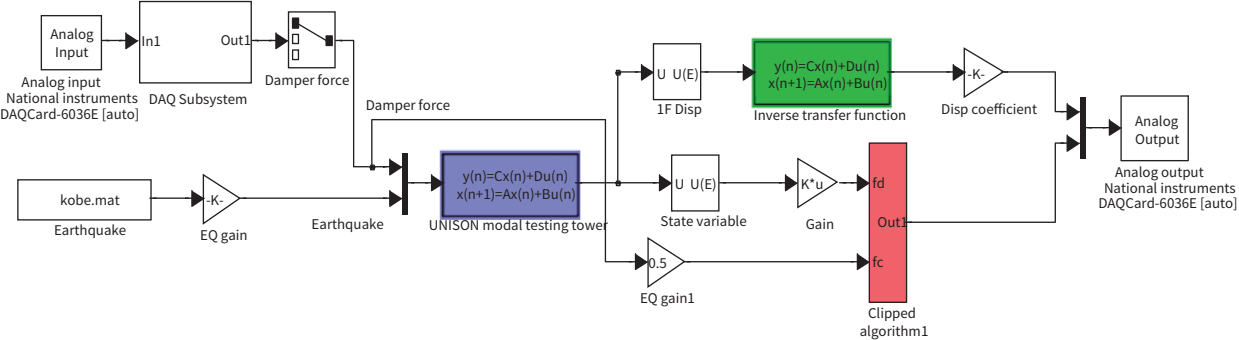 Analog
Input
Analog input
National instruments
DAQCard-6036E [auto]
In1
Out1
DAQ Subsystem
Damper force
Damper force
kobe.mat
Earthquake
-K-
EQ gain
Earthquake
y(n)=Cx(n)+Du(n)
x(n+1)=Ax(n)+Bu(n)
UNISON modal testing tower
U U(E)
1F Disp
y(n)=Cx(n)+Du(n)
x(n+1)=Ax(n)+Bu(n)
Inverse transfer function
-K-
Disp coefficient
U U(E)
State variable
K*u
Gain
0.5
EQ gain1
fd
Out1
fc
Clipped
algorithm1
Analog
Output
Analog output
National instruments
DAQCard-6036E [auto]